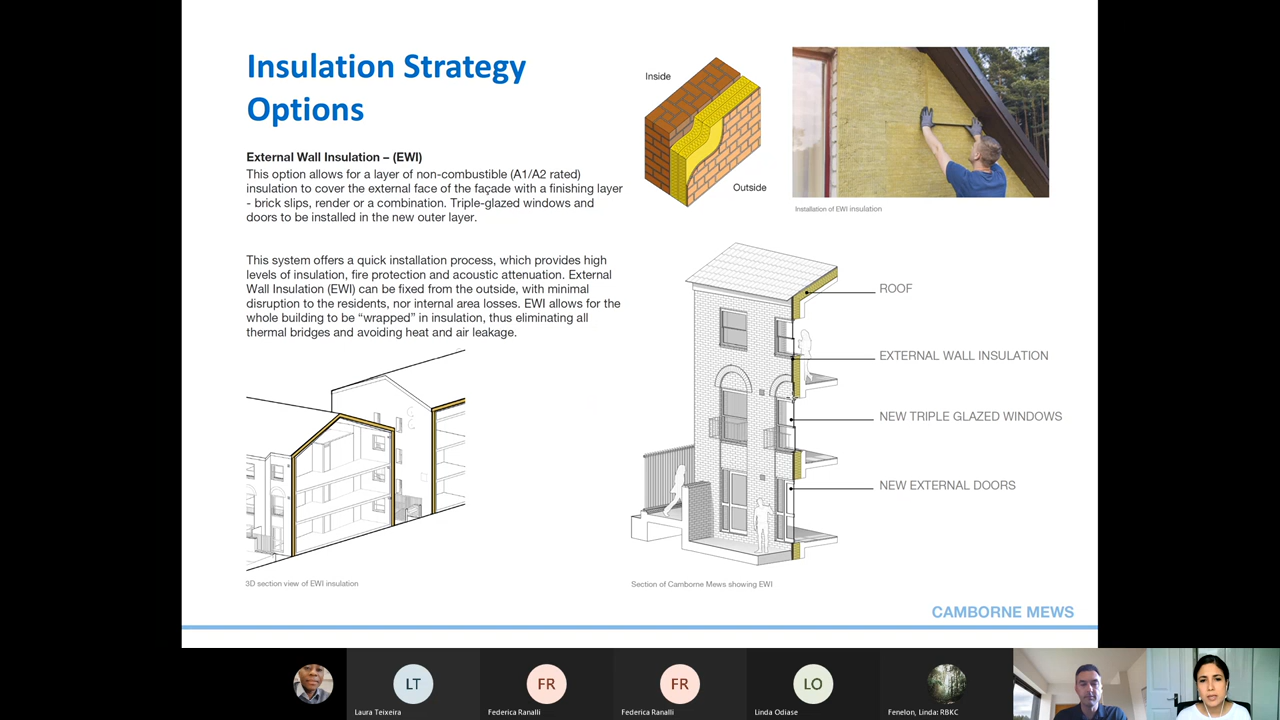 Insulation Strategy
Options
External Wall Insulation – (EWI)
This option allows for a layer of non-combustible (A1/A2 rated)
insulation to cover the external face of the façade with a finishing layer
- brick slips, render or a combination. Triple-glazed windows and
doors to be installed in the new outer layer.
This system offers a quick installation process, which provides high
levels of insulation, fire protection and acoustic attenuation. External
Wall Insulation (EWI) can be fixed from the outside, with minimal
disruption to the residents, nor internal area losses. EWI allows for the
whole building to be “wrapped” in insulation, thus eliminating all
thermal bridges and avoiding heat and air leakage.
3D section view of EWI insulation
Inside
Outside
Installation of EWI insulation
ROOF
EXTERNAL WALL INSULATION
NEW TRIPLE GLAZED WINDOWS
NEW EXTERNAL DOORS
Section of Camborne Mews showing EWI
CAMBORNE MEWS
LT
Laura Teixeira
FR
Federica Ranalli
FR
Federica Ranalli
LO
Linda Odiase
Fenelon, Linda: RBKC